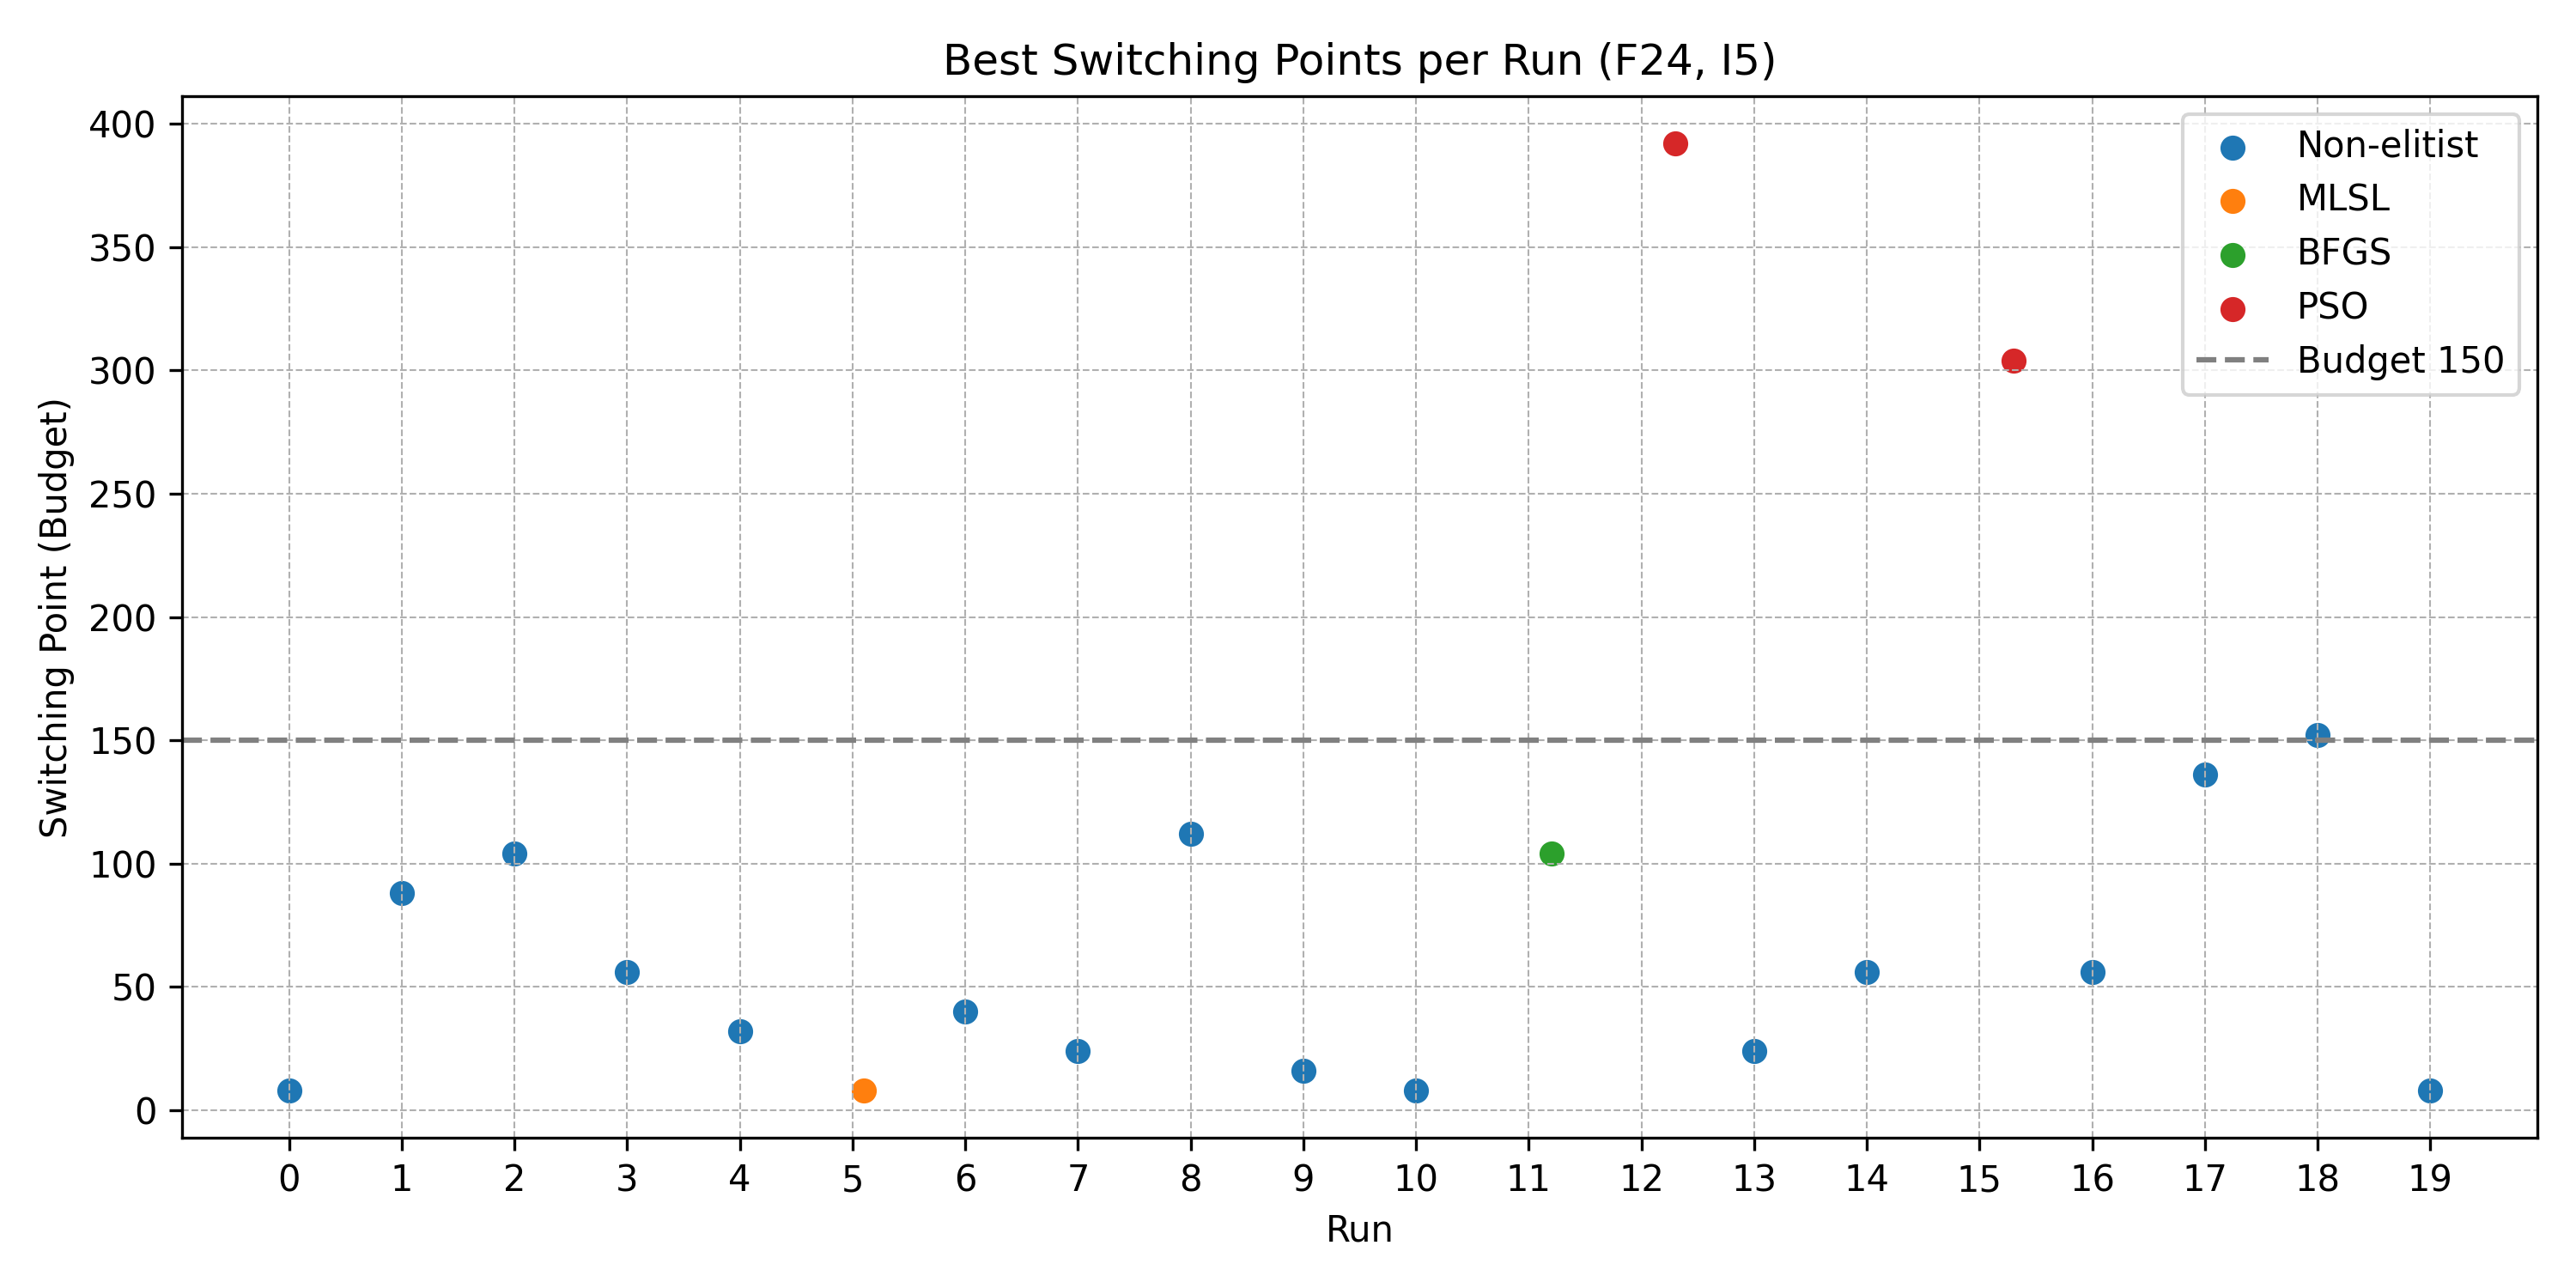 Best Switching Points per Run (F24, I5)
Switching Point (Budget)
400
350
300
250
200
150
100
50
0
Non-elitist
MLSL
BFGS
PSO
Budget 150
0 1 2 3 4 5 6 7 8 9 10 11 12 13 14 15 16 17 18 19
Run